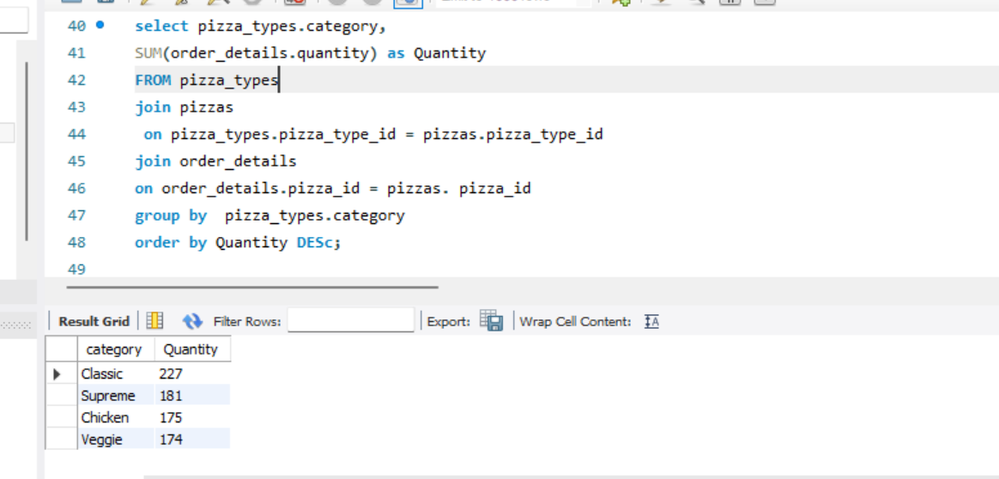 40 select pizza_types.category,
41 SUM(order_details.quantity) as Quantity
42 FROM pizza_types
43 join pizzas
44 on pizza_types.pizza_type_id = pizzas.pizza_type_id
45 join order_details
46 on order_details.pizza_id = pizzas. pizza_id
47 group by  pizza_types.category
48 order by Quantity DESc;
49
Result Grid Filter Rows: Export: Wrap Cell Content:
category Quantity
Classic 227
Supreme 181
Chicken 175
Veggie 174